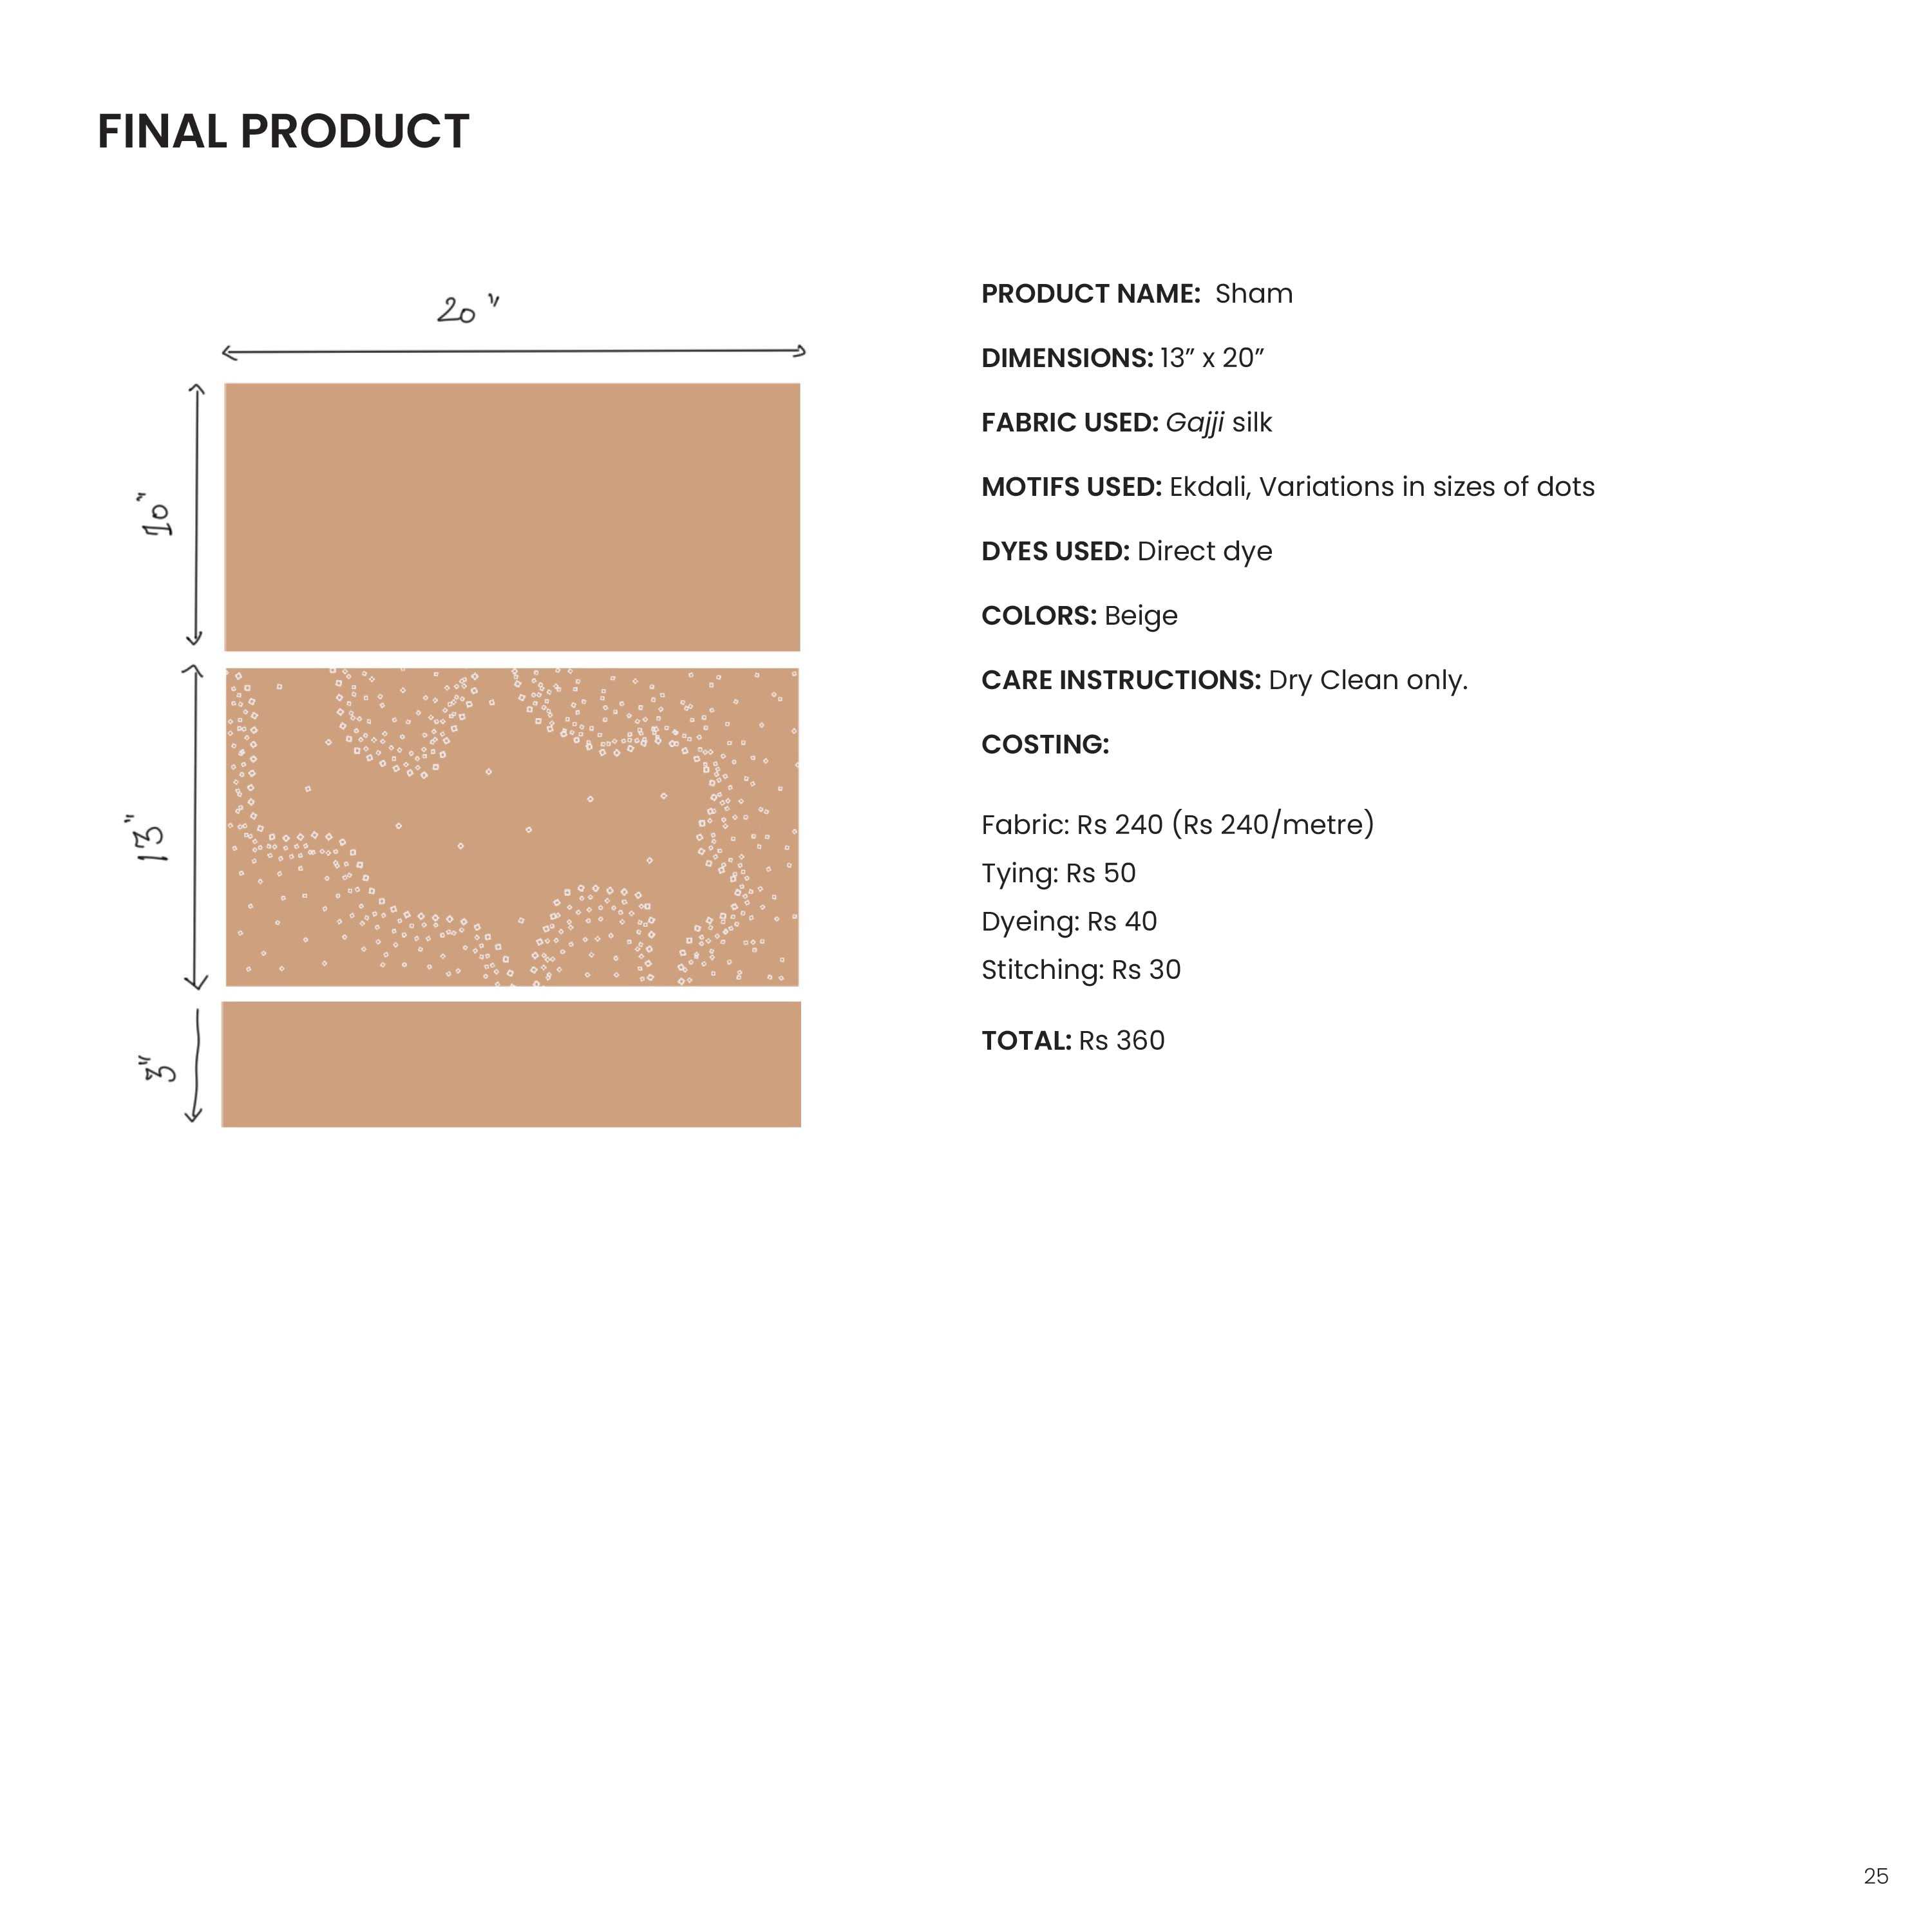 FINAL PRODUCT
20"
10"
13"
3"
PRODUCT NAME: Sham
DIMENSIONS: 13” x 20”
FABRIC USED: Gajji silk
MOTIFS USED: Ekdali, Variations in sizes of dots
DYES USED: Direct dye
COLORS: Beige
CARE INSTRUCTIONS: Dry Clean only.
COSTING:
Fabric: Rs 240 (Rs 240/metre)
Tying: Rs 50
Dyeing: Rs 40
Stitching: Rs 30
TOTAL: Rs 360
25